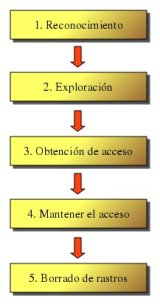 1. Reconocimiento
2. Exploración
3. Obtención de acceso
4. Mantener el acceso
5. Borrado de rastros